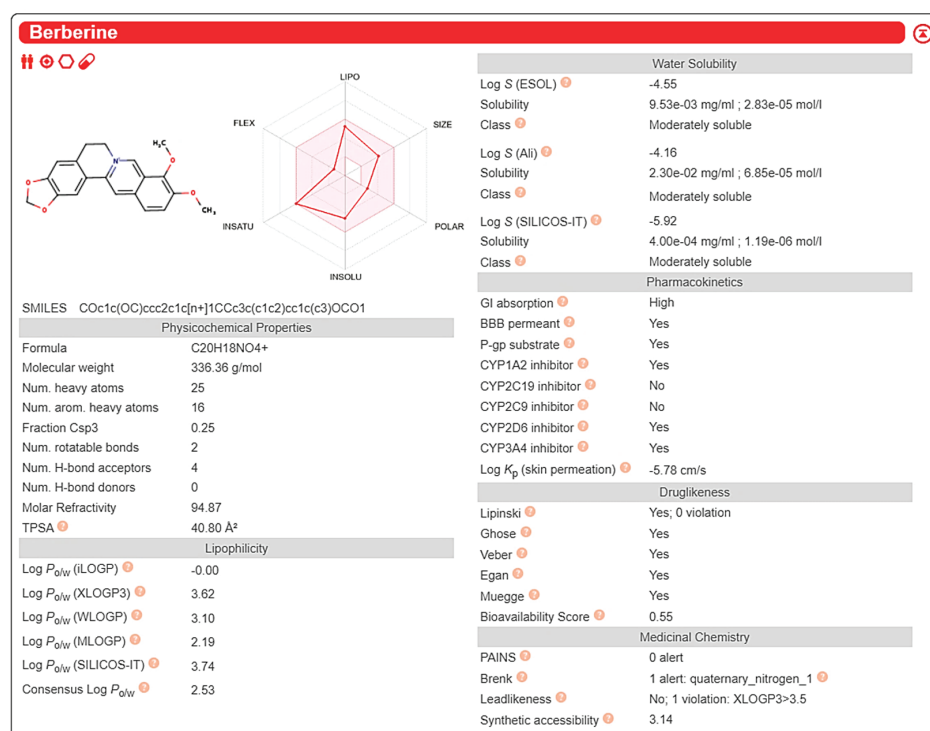 Berberine
LIPO
FLEX
SIZE
INSATU
POLAR
INSOLU
H₃C
O
N⁺
O
CH₃
O
O
SMILES COc1c(OC)ccc2c1c[n+]1CCc3c(c1c2)cc1c(c3)OCO1
Physicochemical Properties
Formula C20H18NO4+
Molecular weight 336.36 g/mol
Num. heavy atoms 25
Num. arom. heavy atoms 16
Fraction Csp3 0.25
Num. rotatable bonds 2
Num. H-bond acceptors 4
Num. H-bond donors 0
Molar Refractivity 94.87
TPSA ? 40.80 Å²
Lipophilicity
Log Po/w (iLOGP) ? -0.00
Log Po/w (XLOGP3) ? 3.62
Log Po/w (WLOGP) ? 3.10
Log Po/w (MLOGP) ? 2.19
Log Po/w (SILICOS-IT) ? 3.74
Consensus Log Po/w ? 2.53
Water Solubility
Log S (ESOL) ? -4.55
Solubility 9.53e-03 mg/ml ; 2.83e-05 mol/l
Class ? Moderately soluble
Log S (Ali) ? -4.16
Solubility 2.30e-02 mg/ml ; 6.85e-05 mol/l
Class ? Moderately soluble
Log S (SILICOS-IT) ? -5.92
Solubility 4.00e-04 mg/ml ; 1.19e-06 mol/l
Class ? Moderately soluble
Pharmacokinetics
GI absorption ? High
BBB permeant ? Yes
P-gp substrate ? Yes
CYP1A2 inhibitor ? Yes
CYP2C19 inhibitor ? No
CYP2C9 inhibitor ? No
CYP2D6 inhibitor ? Yes
CYP3A4 inhibitor ? Yes
Log Kp (skin permeation) ? -5.78 cm/s
Druglikeness
Lipinski ? Yes; 0 violation
Ghose ? Yes
Veber ? Yes
Egan ? Yes
Muegge ? Yes
Bioavailability Score ? 0.55
Medicinal Chemistry
PAINS ? 0 alert
Brenk ? 1 alert: quaternary_nitrogen_1 ?
Leadlikeness ? No; 1 violation: XLOGP3>3.5
Synthetic accessibility ? 3.14